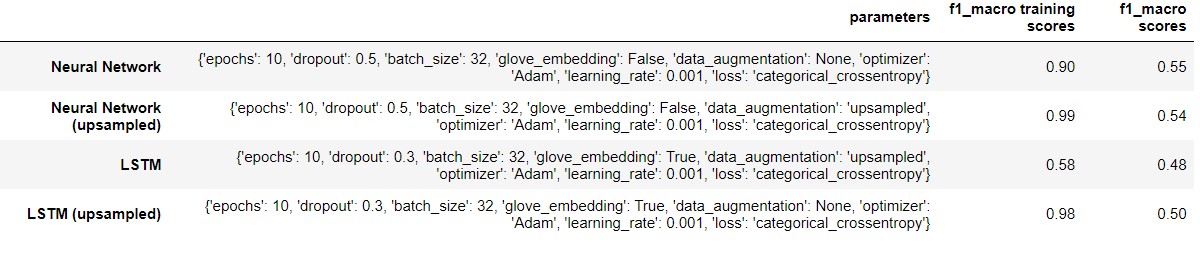 parameters f1_macro training scores f1_macro scores
Neural Network {'epochs': 10, 'dropout': 0.5, 'batch_size': 32, 'glove_embedding': False, 'data_augmentation': None, 'optimizer':
'Adam', 'learning_rate': 0.001, 'loss': 'categorical_crossentropy'} 0.90 0.55
Neural Network (upsampled) {'epochs': 10, 'dropout': 0.5, 'batch_size': 32, 'glove_embedding': False, 'data_augmentation': 'upsampled',
'optimizer': 'Adam', 'learning_rate': 0.001, 'loss': 'categorical_crossentropy'} 0.99 0.54
LSTM {'epochs': 10, 'dropout': 0.3, 'batch_size': 32, 'glove_embedding': True, 'data_augmentation': 'upsampled',
'optimizer': 'Adam', 'learning_rate': 0.001, 'loss': 'categorical_crossentropy'} 0.58 0.48
LSTM (upsampled) {'epochs': 10, 'dropout': 0.3, 'batch_size': 32, 'glove_embedding': True, 'data_augmentation': None, 'optimizer':
'Adam', 'learning_rate': 0.001, 'loss': 'categorical_crossentropy'} 0.98 0.50